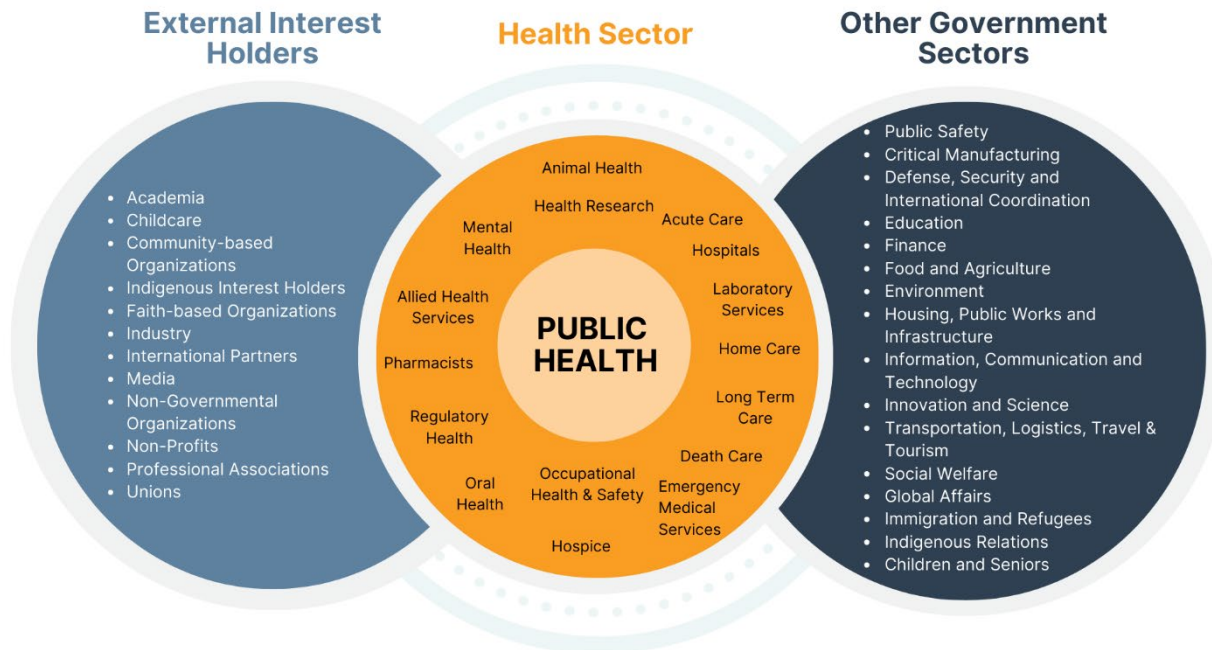 External Interest
Holders
Health Sector
Other Government
Sectors
• Academia
• Childcare
• Community-based
Organizations
• Indigenous Interest Holders
• Faith-based Organizations
• Industry
• International Partners
• Media
• Non-Governmental
Organizations
• Non-Profits
• Professional Associations
• Unions
Animal Health
Health Research
Acute Care
Mental
Health
Hospitals
Allied Health
Services
Laboratory
Services
PUBLIC
HEALTH
Home Care
Pharmacists
Long Term
Care
Regulatory
Health
Death Care
Oral
Health
Occupational
Health & Safety
Emergency
Medical
Services
Hospice
• Public Safety
• Critical Manufacturing
• Defense, Security and
International Coordination
• Education
• Finance
• Food and Agriculture
• Environment
• Housing, Public Works and
Infrastructure
• Information, Communication and
Technology
• Innovation and Science
• Transportation, Logistics, Travel &
Tourism
• Social Welfare
• Global Affairs
• Immigration and Refugees
• Indigenous Relations
• Children and Seniors